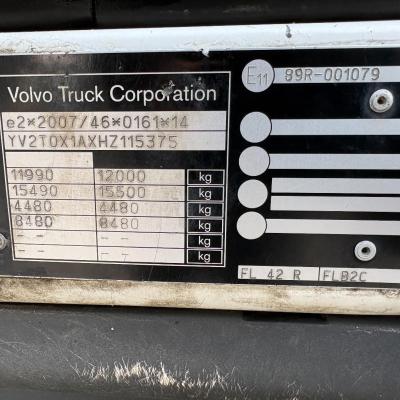 Volvo Truck Corporation
e2*2007/46*0161*14
YV2T0X1AXHZ115375
11990 12000 kg
15490 15500 kg
4480 4480 kg
8480 8480 kg
-- -- kg
-- -- kg
E11 89R-001079
FL 42 R FLB2C